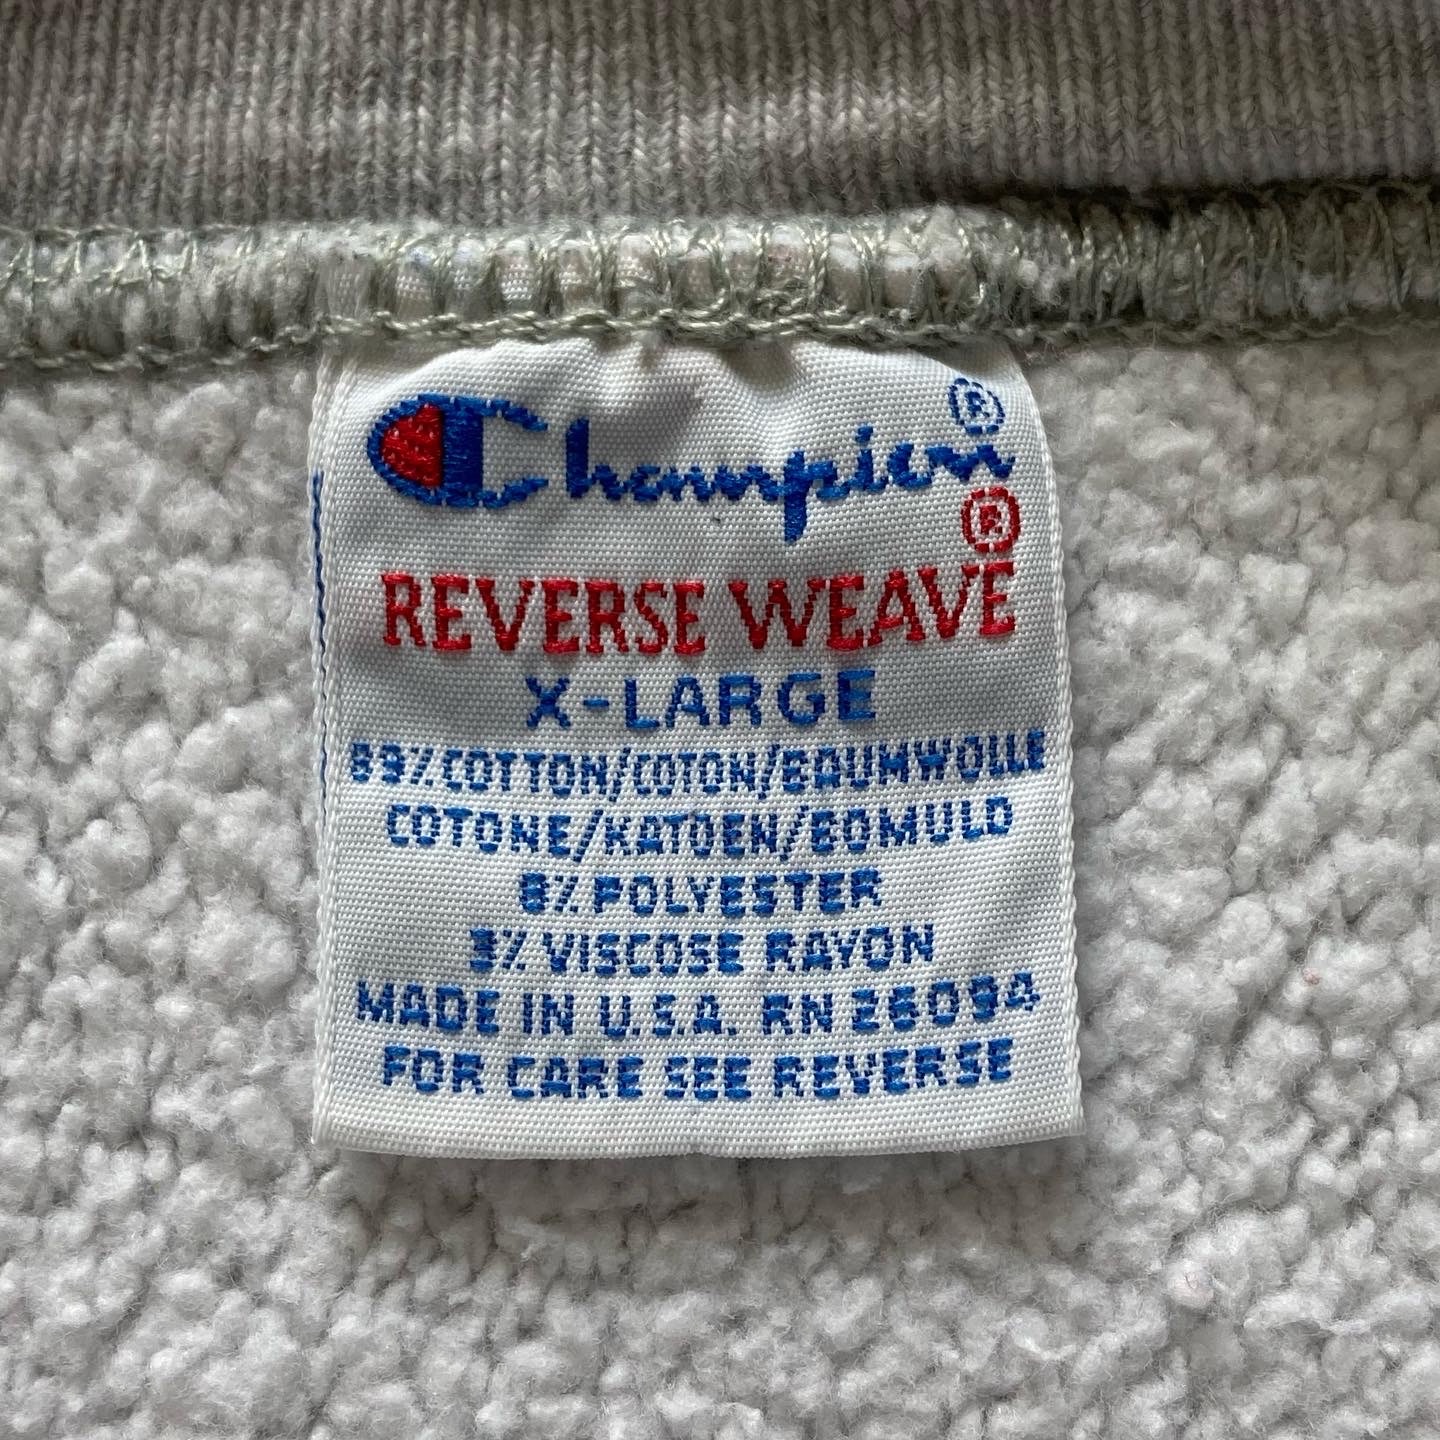 Champion®
®
REVERSE WEAVE
X-LARGE
89%COTTON/COTON/BAUMWOLLE
COTONE/KATOEN/BOMULD
8% POLYESTER
3% VISCOSE RAYON
MADE IN U.S.A. RN 26094
FOR CARE SEE REVERSE